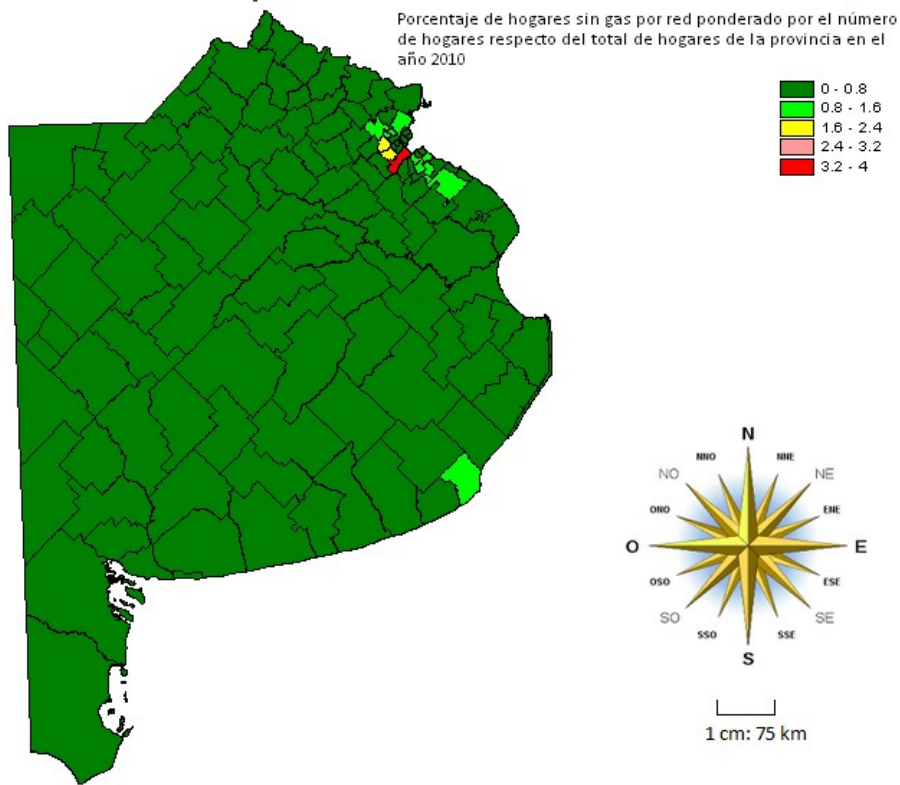 Porcentaje de hogares sin gas por red ponderado por el número
de hogares respecto del total de hogares de la provincia en el
año 2010
0 - 0.8
0.8 - 1.6
1.6 - 2.4
2.4 - 3.2
3.2 - 4
N
NNO
NNE
NO
NE
ONO
ENE
O
E
OSO
ESE
SO
SE
SSO
SSE
S
1 cm: 75 km